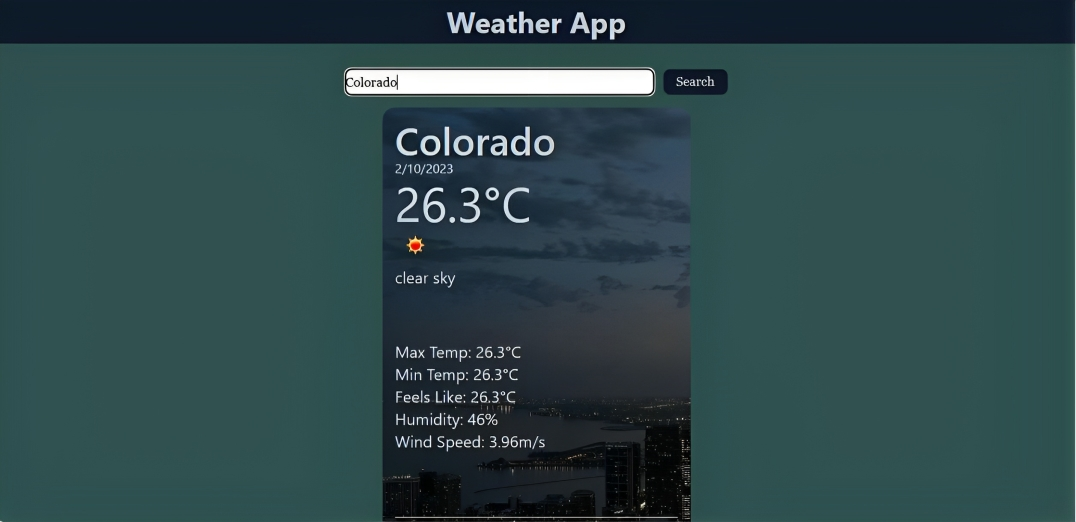 Weather App
Colorado
Search
Colorado
2/10/2023
26.3°C
clear sky
Max Temp: 26.3°C
Min Temp: 26.3°C
Feels Like: 26.3°C
Humidity: 46%
Wind Speed: 3.96m/s